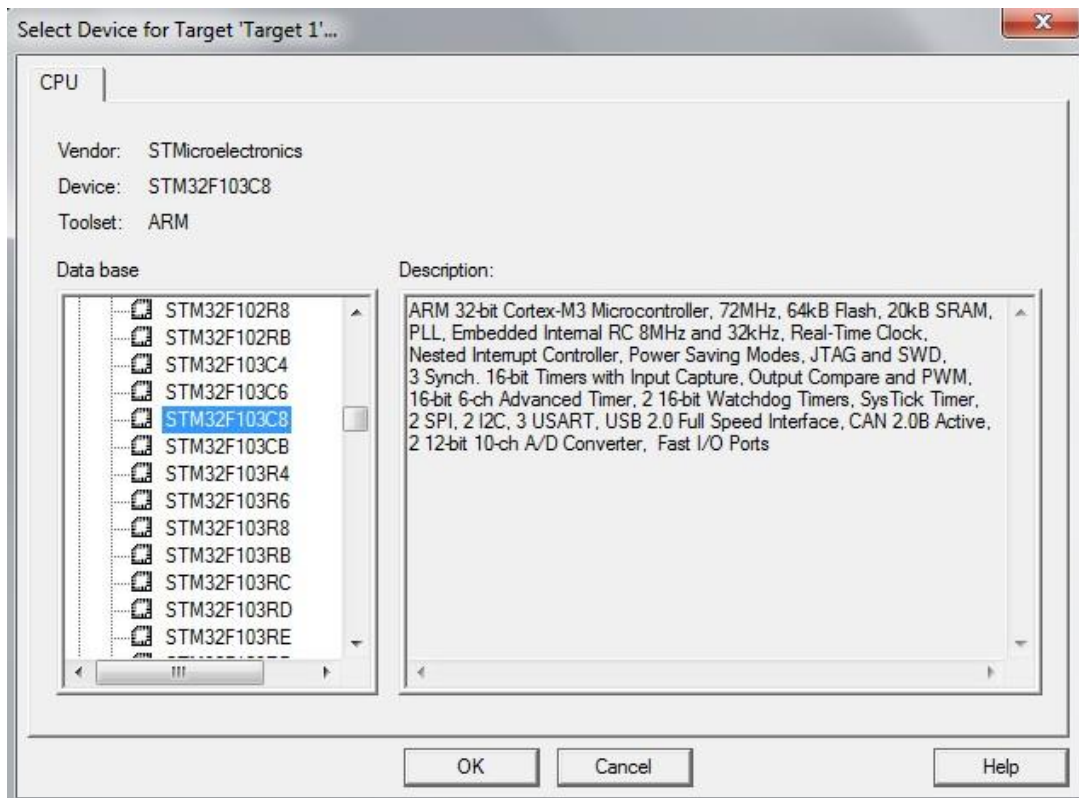 Select Device for Target 'Target 1'...
CPU
Vendor: STMicroelectronics
Device: STM32F103C8
Toolset: ARM
Data base
STM32F102R8
STM32F102RB
STM32F103C4
STM32F103C6
STM32F103C8
STM32F103CB
STM32F103R4
STM32F103R6
STM32F103R8
STM32F103RB
STM32F103RC
STM32F103RD
STM32F103RE
Description:
ARM 32-bit Cortex-M3 Microcontroller, 72MHz, 64kB Flash, 20kB SRAM,
PLL, Embedded Internal RC 8MHz and 32kHz, Real-Time Clock,
Nested Interrupt Controller, Power Saving Modes, JTAG and SWD,
3 Synch. 16-bit Timers with Input Capture, Output Compare and PWM,
16-bit 6-ch Advanced Timer, 2 16-bit Watchdog Timers, SysTick Timer,
2 SPI, 2 I2C, 3 USART, USB 2.0 Full Speed Interface, CAN 2.0B Active,
2 12-bit 10-ch A/D Converter, Fast I/O Ports
OK Cancel Help